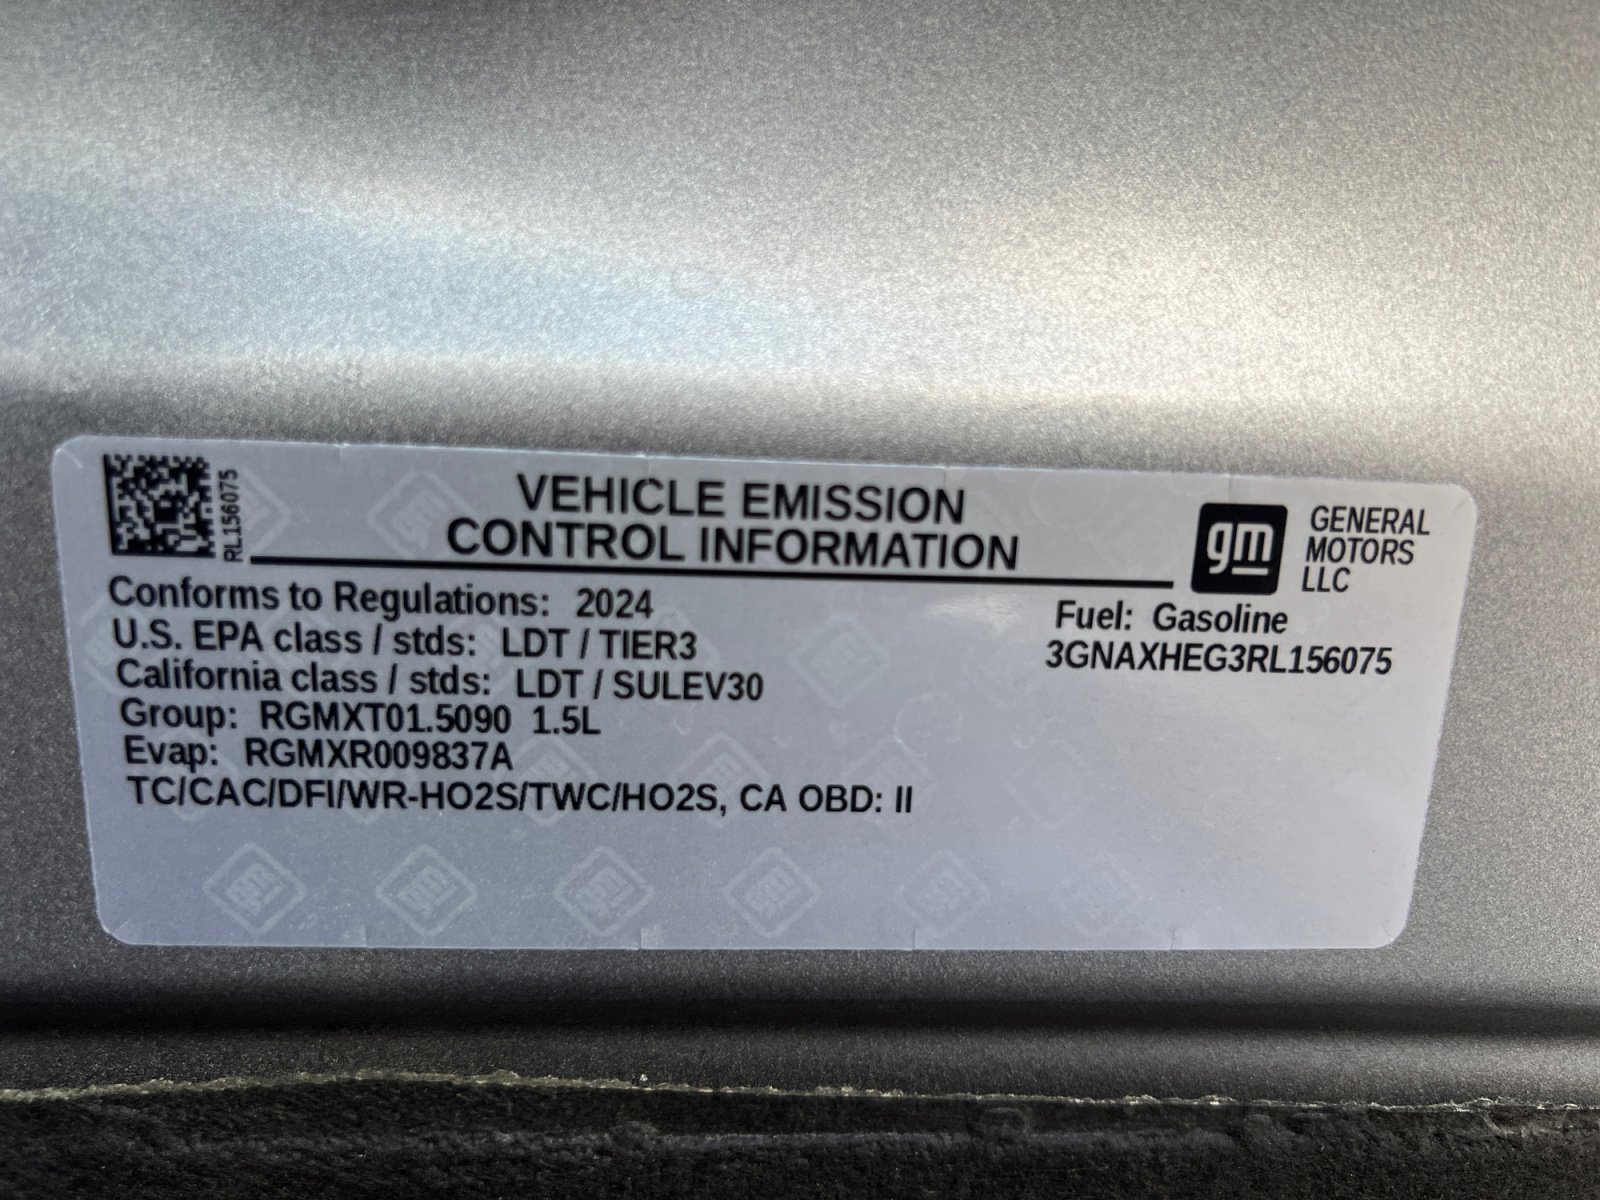 RL156075
VEHICLE EMISSION
CONTROL INFORMATION
gm
GENERAL
MOTORS
LLC
Conforms to Regulations: 2024
U.S. EPA class / stds: LDT / TIER3
California class / stds: LDT / SULEV30
Group: RGMXT01.5090 1.5L
Evap: RGMXR009837A
TC/CAC/DFI/WR-HO2S/TWC/HO2S, CA OBD: II
Fuel: Gasoline
3GNAXHEG3RL156075